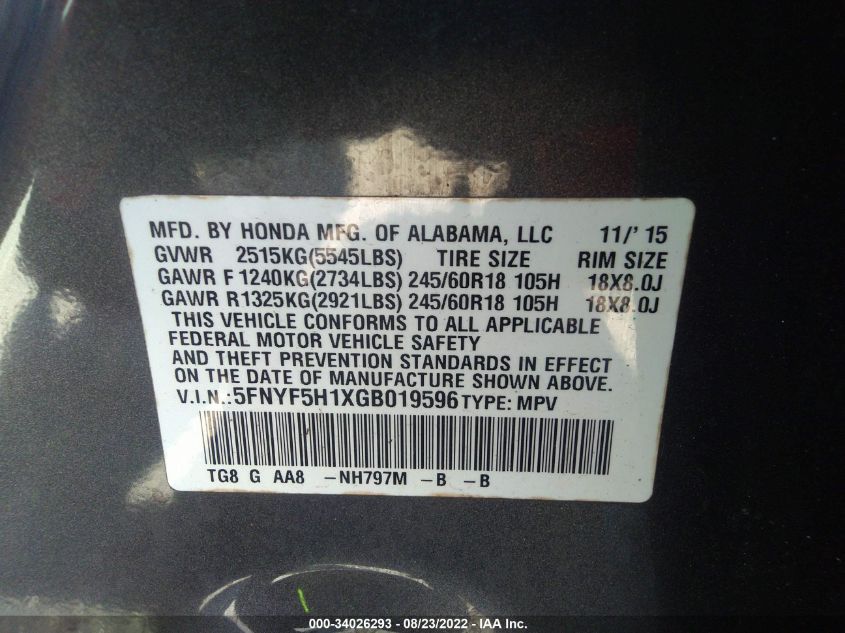 MFD. BY HONDA MFG. OF ALABAMA, LLC 11/' 15
GVWR 2515KG(5545LBS) TIRE SIZE RIM SIZE
GAWR F 1240KG(2734LBS) 245/60R18 105H 18X8.0J
GAWR R1325KG(2921LBS) 245/60R18 105H 18X8.0J
THIS VEHICLE CONFORMS TO ALL APPLICABLE
FEDERAL MOTOR VEHICLE SAFETY
AND THEFT PREVENTION STANDARDS IN EFFECT
ON THE DATE OF MANUFACTURE SHOWN ABOVE.
V.I.N.:5FNYF5H1XGB019596 TYPE: MPV
TG8 G AA8 -NH797M -B -B
000-34026293 - 08/23/2022 - IAA Inc.